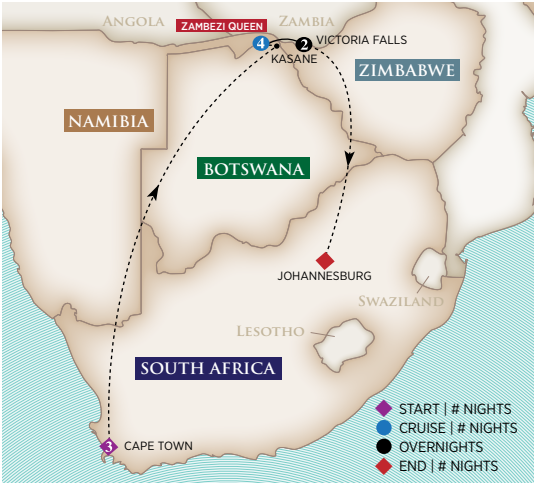 ANGOLA
ZAMBEZI QUEEN
ZAMBIA
4
2
VICTORIA FALLS
KASANE
ZIMBABWE
NAMIBIA
BOTSWANA
JOHANNESBURG
SWAZILAND
LESOTHO
SOUTH AFRICA
3
CAPE TOWN
START | # NIGHTS
CRUISE | # NIGHTS
OVERNIGHTS
END | # NIGHTS